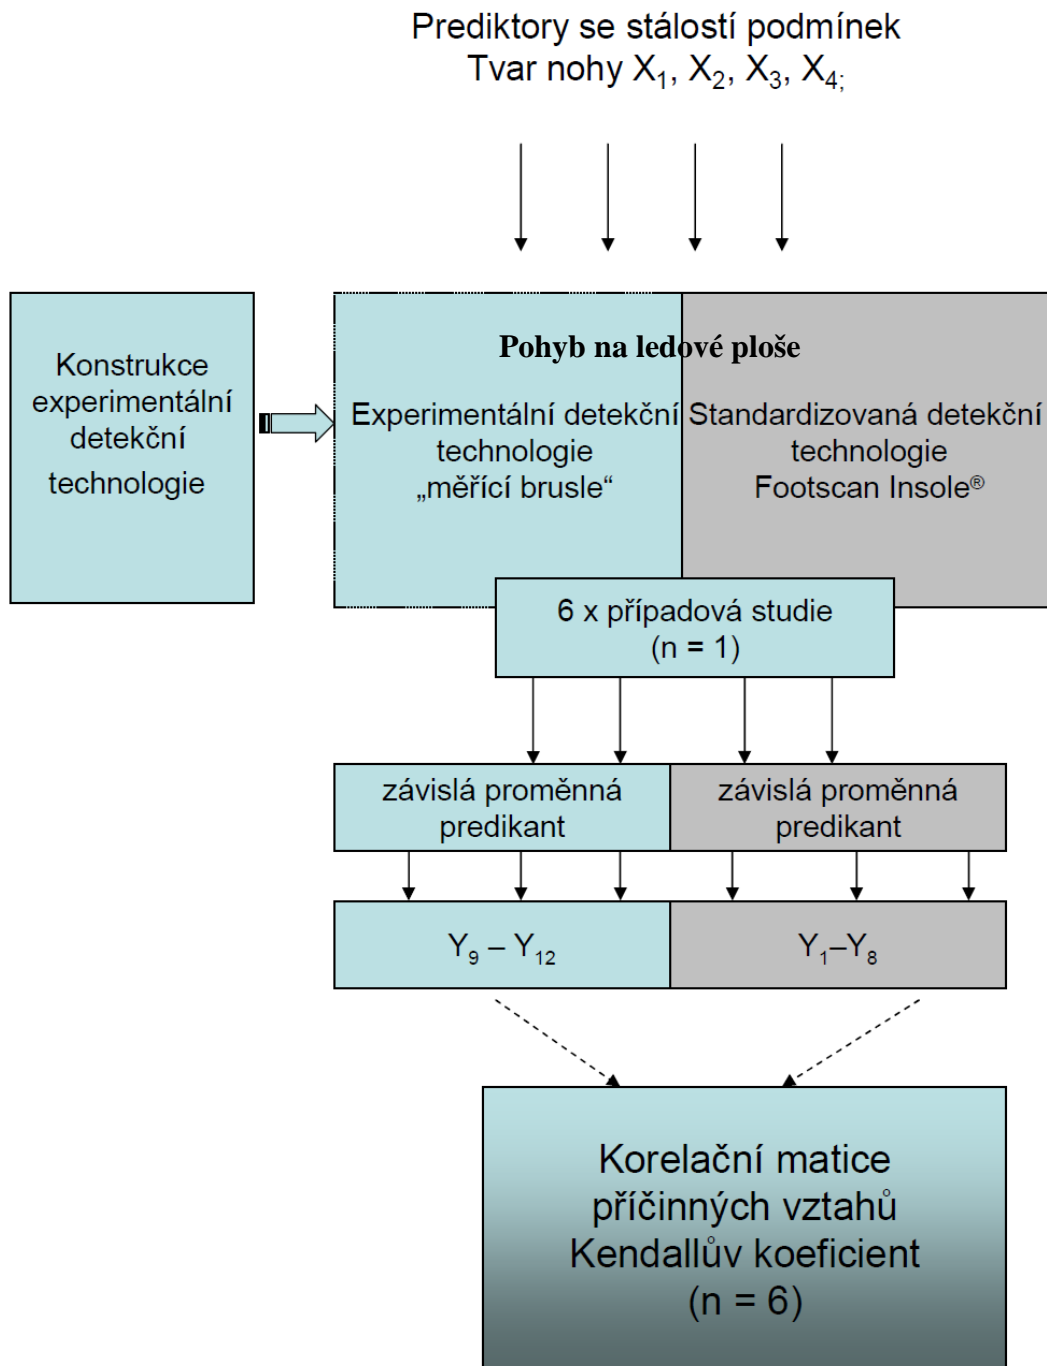 Prediktory se stálostí podmínek
Tvar nohy X₁, X₂, X₃, X₄;
Pohyb na ledové ploše
Konstrukce
experimentální
detekční
technologie
Experimentální detekční
technologie
„měřící brusle“
Standardizovaná detekční
technologie
Footscan Insole®
6 x případová studie
(n = 1)
závislá proměnná
predikant
závislá proměnná
predikant
Y₉ – Y₁₂
Y₁–Y₈
Korelační matice
příčinných vztahů
Kendallův koeficient
(n = 6)